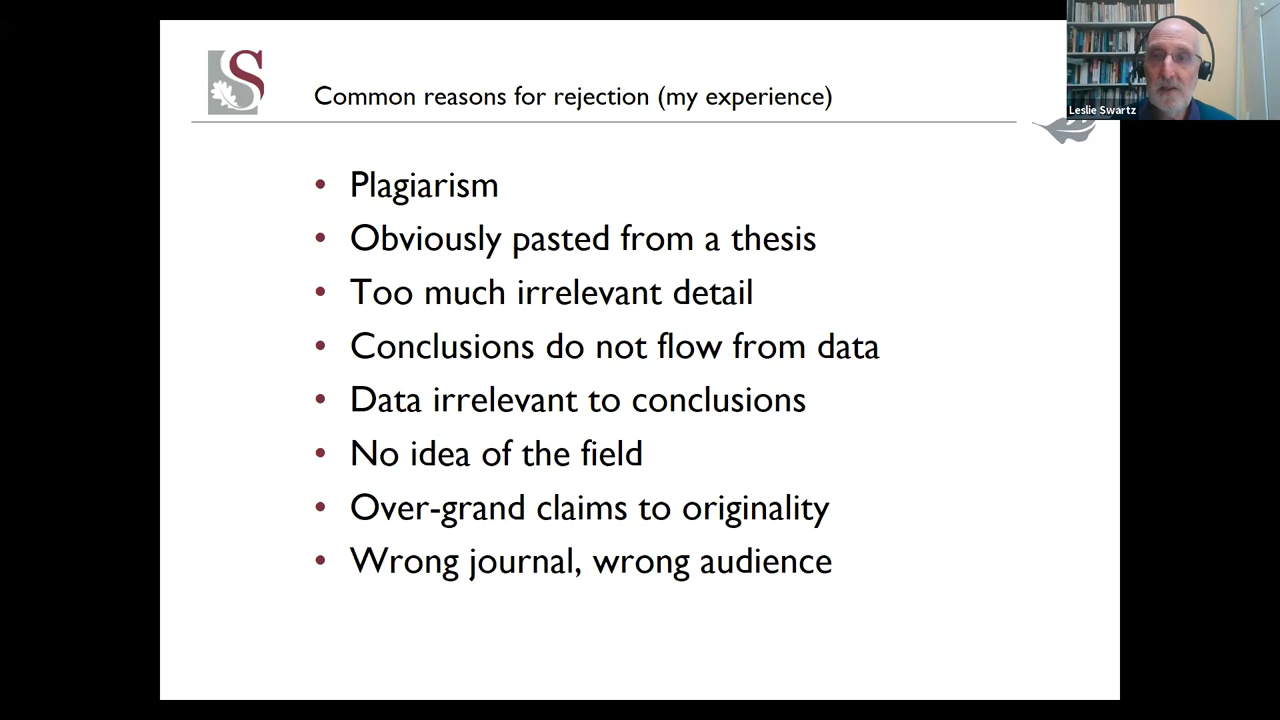 S
Common reasons for rejection (my experience)
Leslie Swartz
• Plagiarism
• Obviously pasted from a thesis
• Too much irrelevant detail
• Conclusions do not flow from data
• Data irrelevant to conclusions
• No idea of the field
• Over-grand claims to originality
• Wrong journal, wrong audience